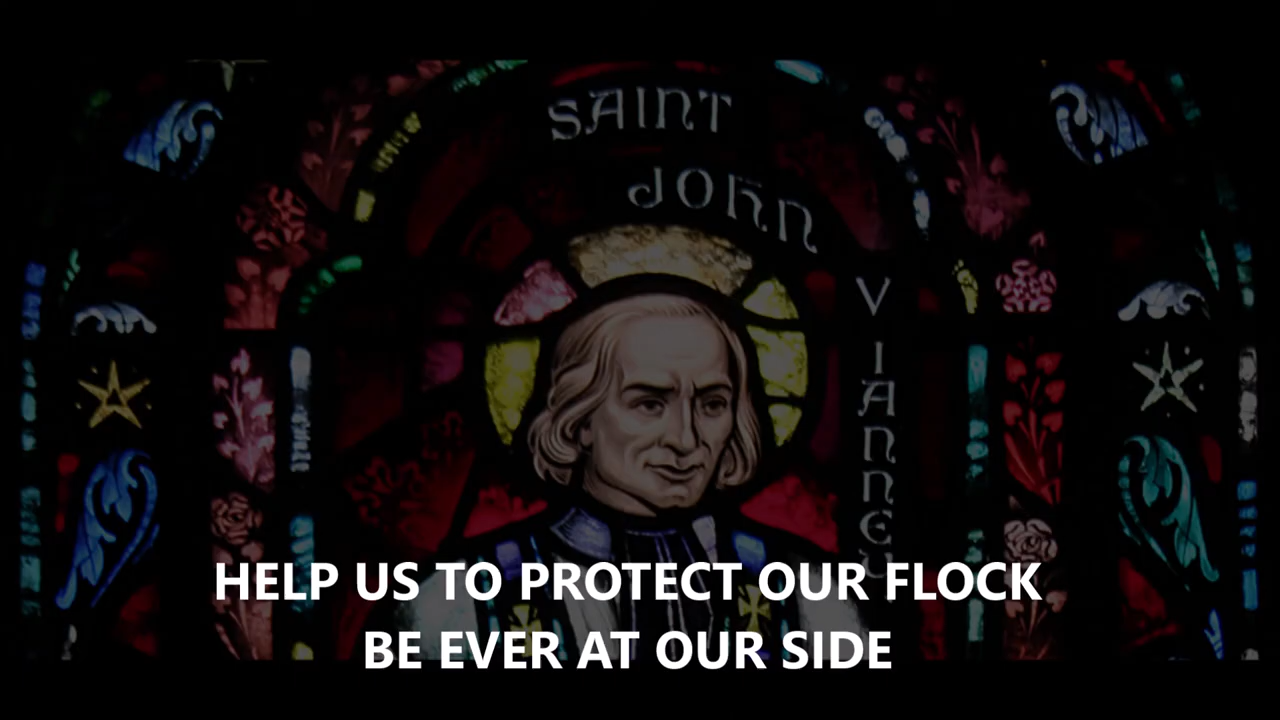 SAINT
JOHN
VIANNEY
HELP US TO PROTECT OUR FLOCK
BE EVER AT OUR SIDE